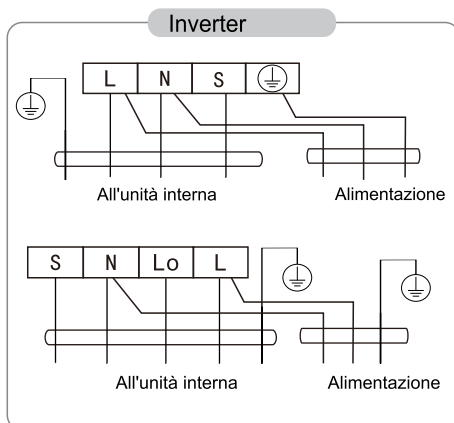 Inverter
L N S
All'unità interna Alimentazione
S N Lo L
All'unità interna Alimentazione